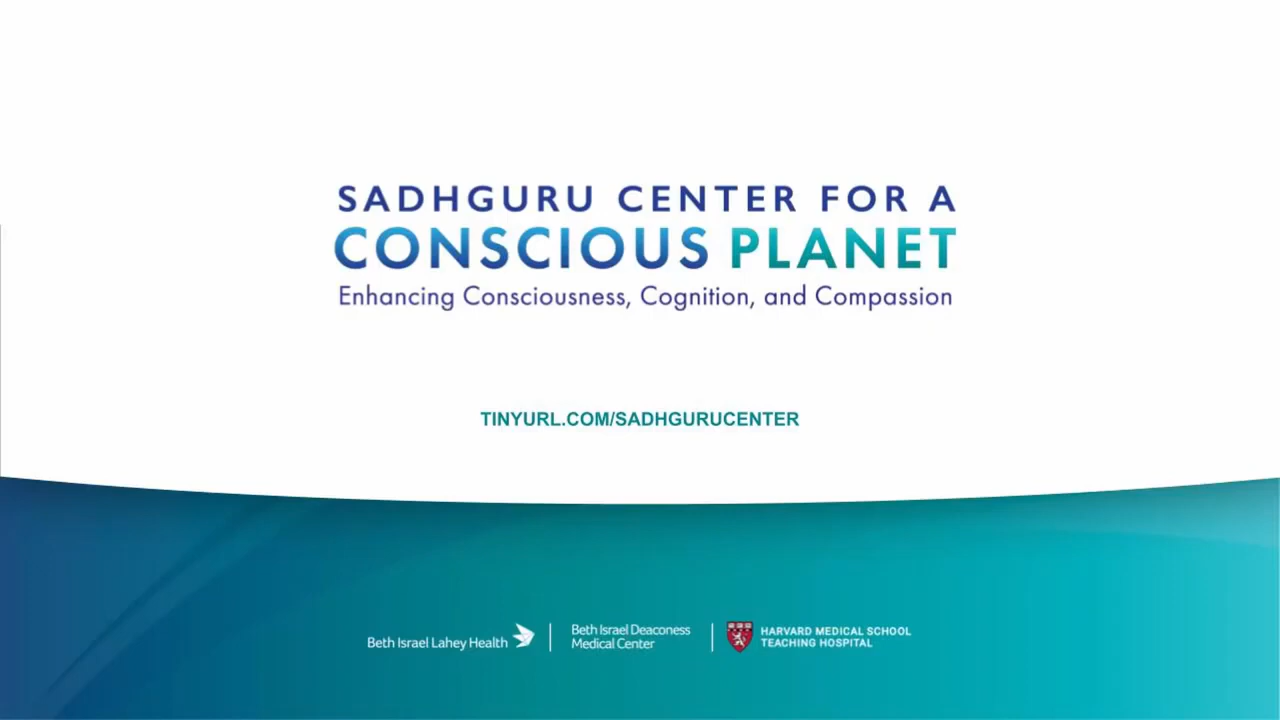 SADHGURU CENTER FOR A
CONSCIOUS PLANET
Enhancing Consciousness, Cognition, and Compassion
TINYURL.COM/SADHGURUCENTER
Beth Israel Lahey Health
Beth Israel Deaconess
Medical Center
HARVARD MEDICAL SCHOOL
TEACHING HOSPITAL